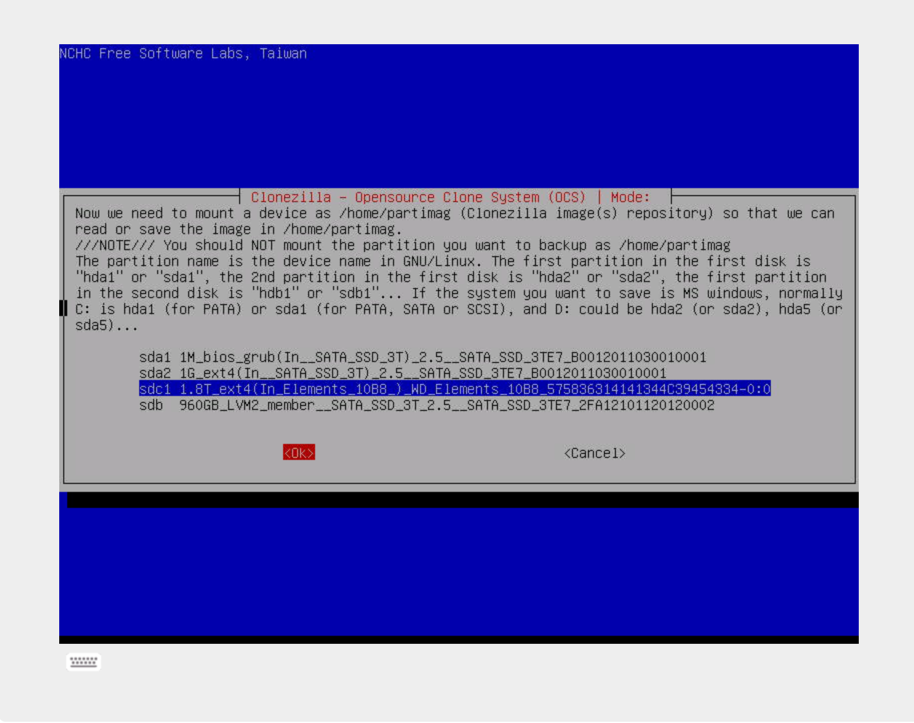 NCHC Free Software Labs, Taiwan
Clonezilla - Opensource Clone System (OCS) | Mode:
Now we need to mount a device as /home/partimag (Clonezilla image(s) repository) so that we can
read or save the image in /home/partimag.
///NOTE/// You should NOT mount the partition you want to backup as /home/partimag
The partition name is the device name in GNU/Linux. The first partition in the first disk is
"hda1" or "sda1", the 2nd partition in the first disk is "hda2" or "sda2", the first partition
in the second disk is "hdb1" or "sdb1"... If the system you want to save is MS windows, normally
C: is hda1 (for PATA) or sda1 (for PATA, SATA or SCSI), and D: could be hda2 (or sda2), hda5 (or
sda5)...
sda1 1M_bios_grub(In__SATA_SSD_3T)_2.5__SATA_SSD_3TE7_B0012011030010001
sda2 1G_ext4(In__SATA_SSD_3T)_2.5__SATA_SSD_3TE7_B0012011030010001
sdc1 1.8T_ext4(In_Elements_10B8_)_WD_Elements_10B8_575836314141344C39454334-0:0
sdb 960GB_LVM2_member__SATA_SSD_3T_2.5__SATA_SSD_3TE7_2FA12101120120002
<Ok> <Cancel>